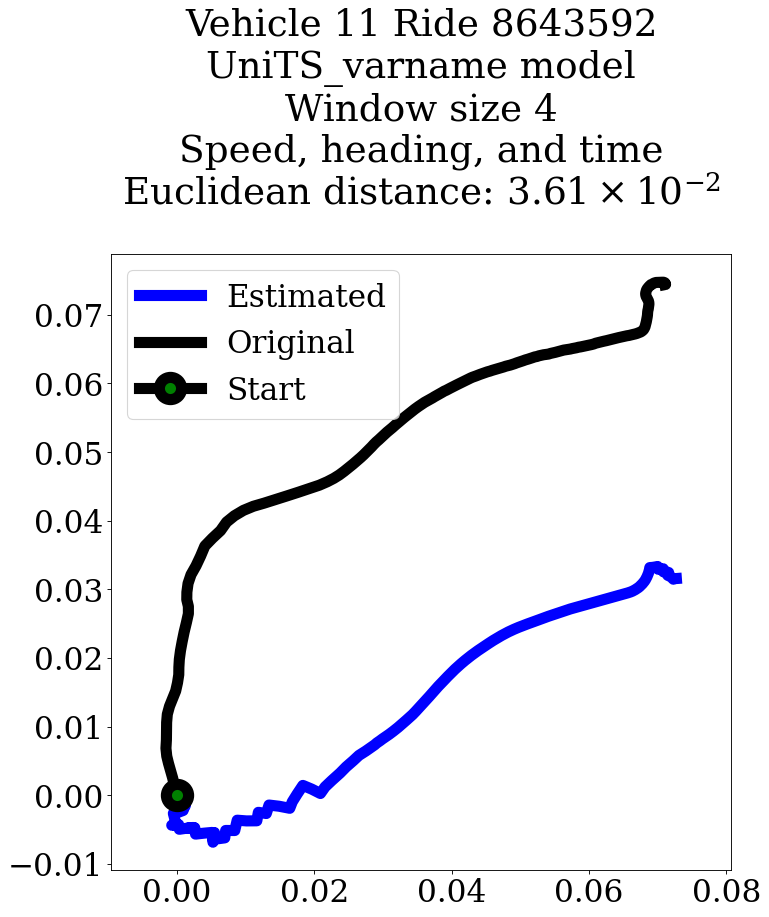 Vehicle 11 Ride 8643592
UniTS_varname model
Window size 4
Speed, heading, and time
Euclidean distance: 3.61 × 10⁻²
Estimated
Original
Start
0.07
0.06
0.05
0.04
0.03
0.02
0.01
0.00
−0.01
0.00 0.02 0.04 0.06 0.08